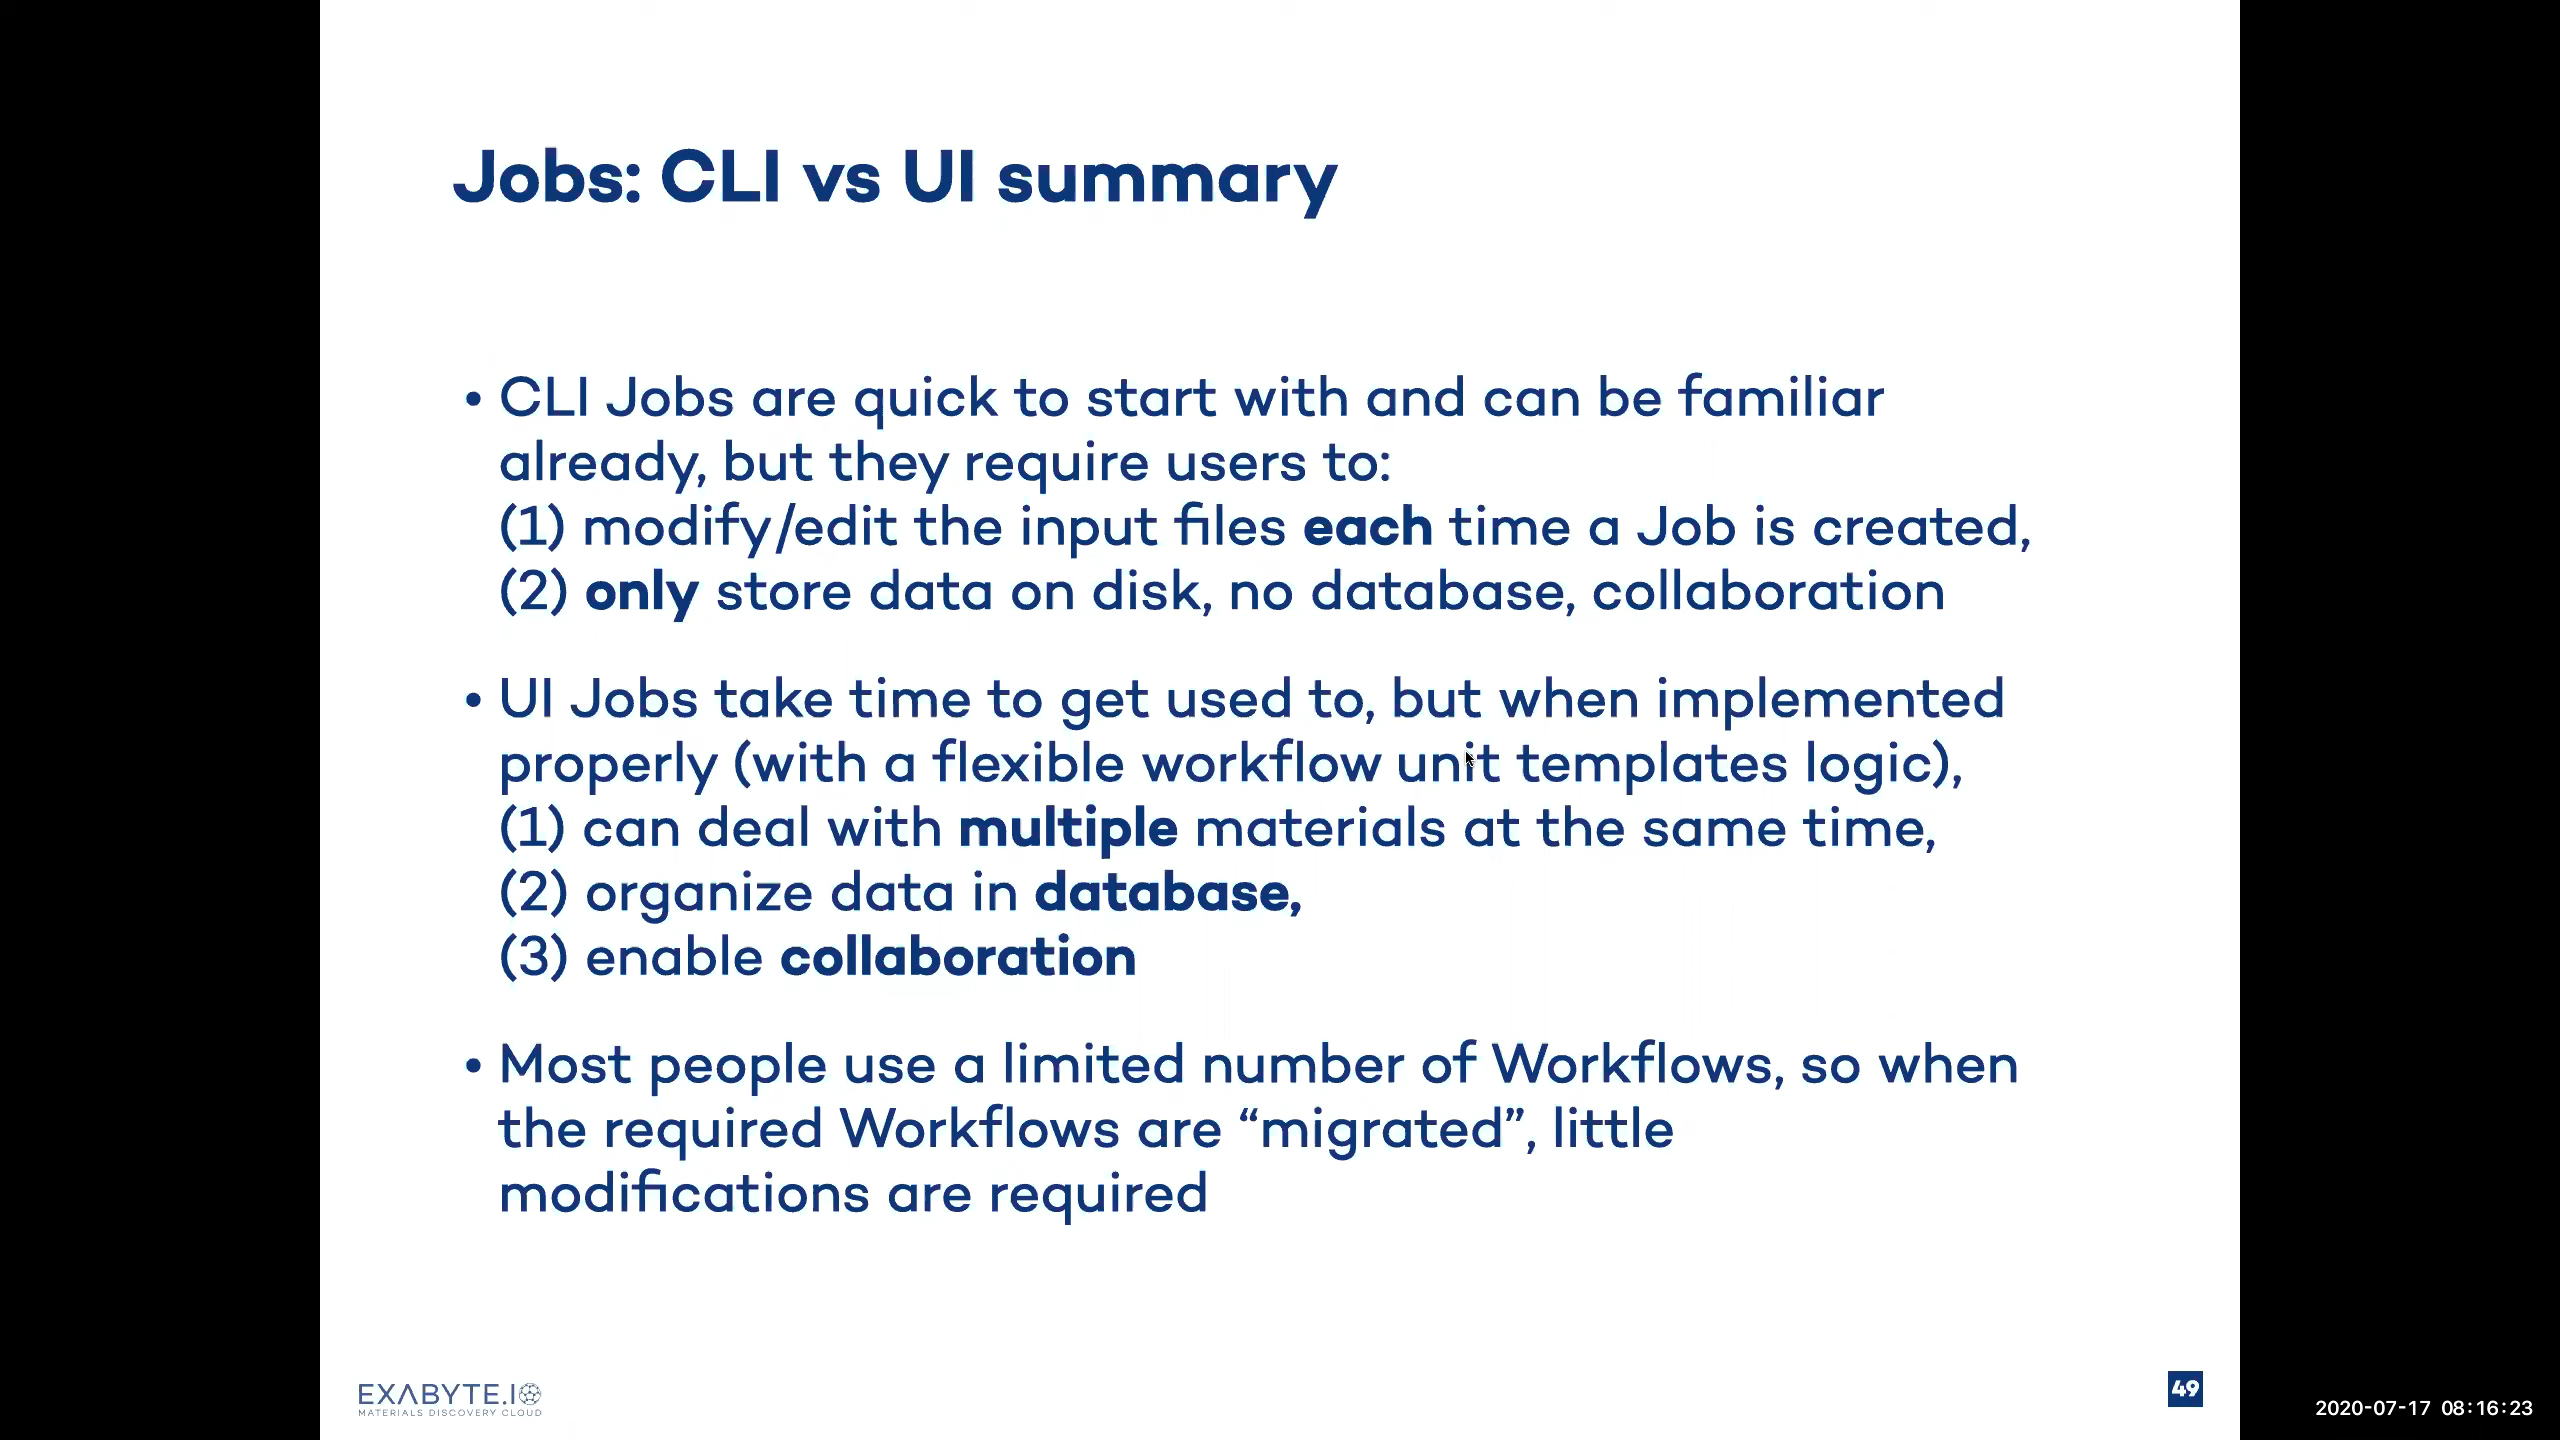 Jobs: CLI vs UI summary
• CLI Jobs are quick to start with and can be familiar
already, but they require users to:
(1) modify/edit the input files each time a Job is created,
(2) only store data on disk, no database, collaboration
• UI Jobs take time to get used to, but when implemented
properly (with a flexible workflow unit templates logic),
(1) can deal with multiple materials at the same time,
(2) organize data in database,
(3) enable collaboration
• Most people use a limited number of Workflows, so when
the required Workflows are “migrated”, little
modifications are required
EXABYTE.IO
MATERIALS DISCOVERY CLOUD
49
2020-07-17 08:16:23